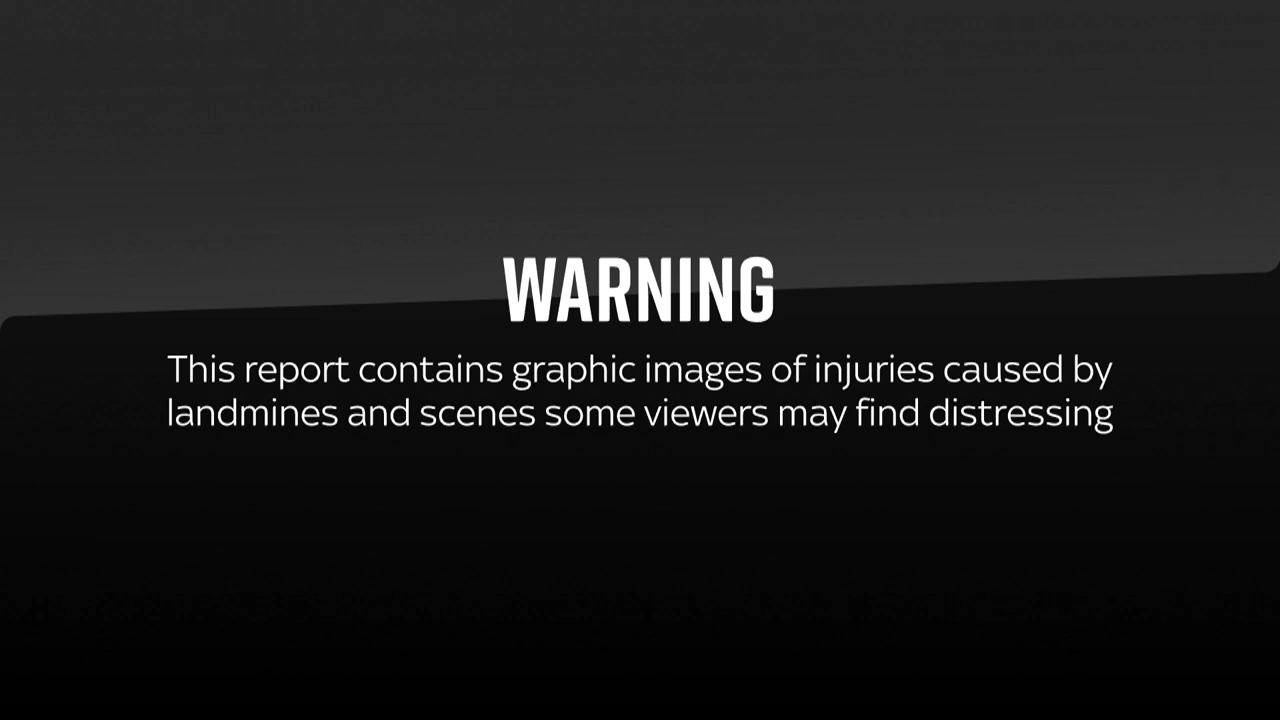 WARNING
This report contains graphic images of injuries caused by
landmines and scenes some viewers may find distressing